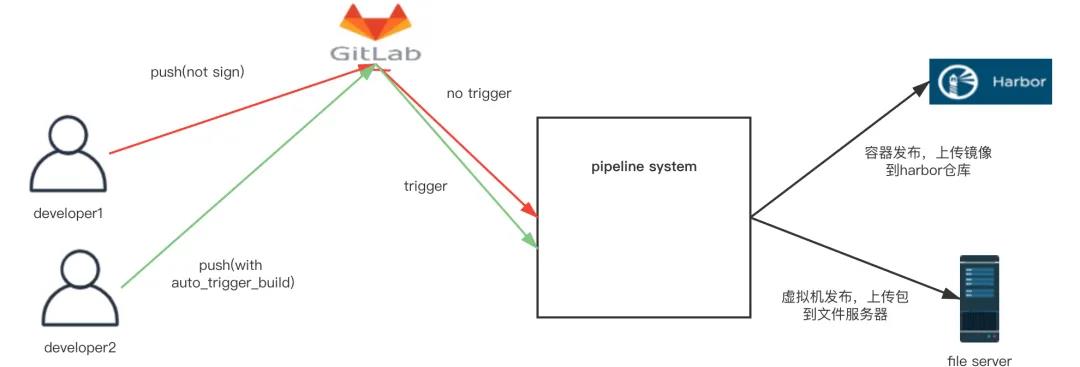 GitLab
push(not sign)
no trigger
Harbor
pipeline system
容器发布，上传镜像
到harbor仓库
trigger
developer1
push(with
auto_trigger_build)
虚拟机发布，上传包
到文件服务器
developer2
file server